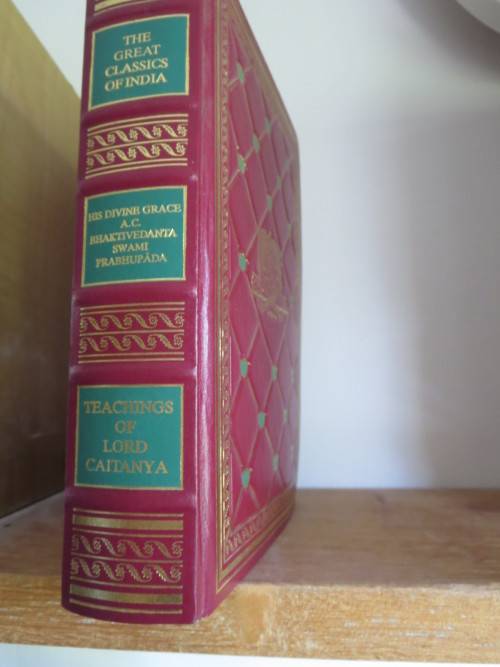 THE
GREAT
CLASSICS
OF INDIA
HIS DIVINE GRACE
A.C.
BHAKTIVEDANTA
SWAMI
PRABHUPĀDA
TEACHINGS
OF
LORD
CAITANYA